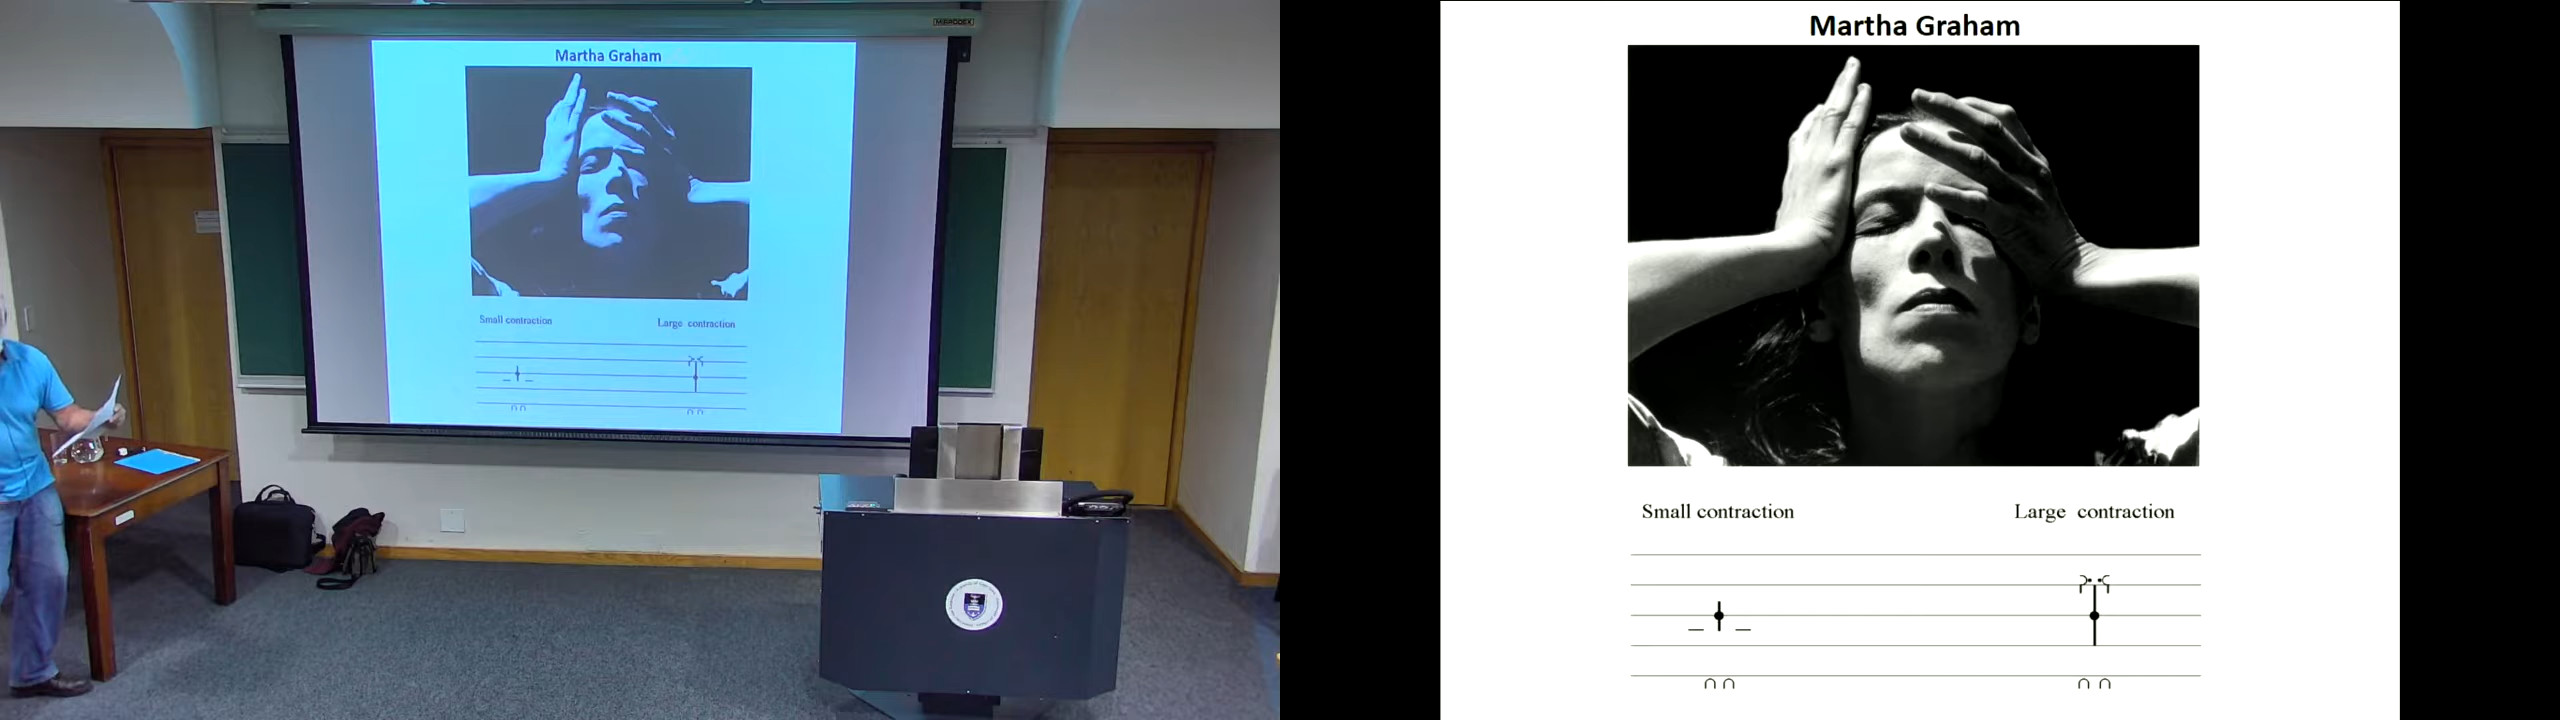 Martha Graham
Small contraction
Large contraction
Martha Graham
Small contraction
Large contraction